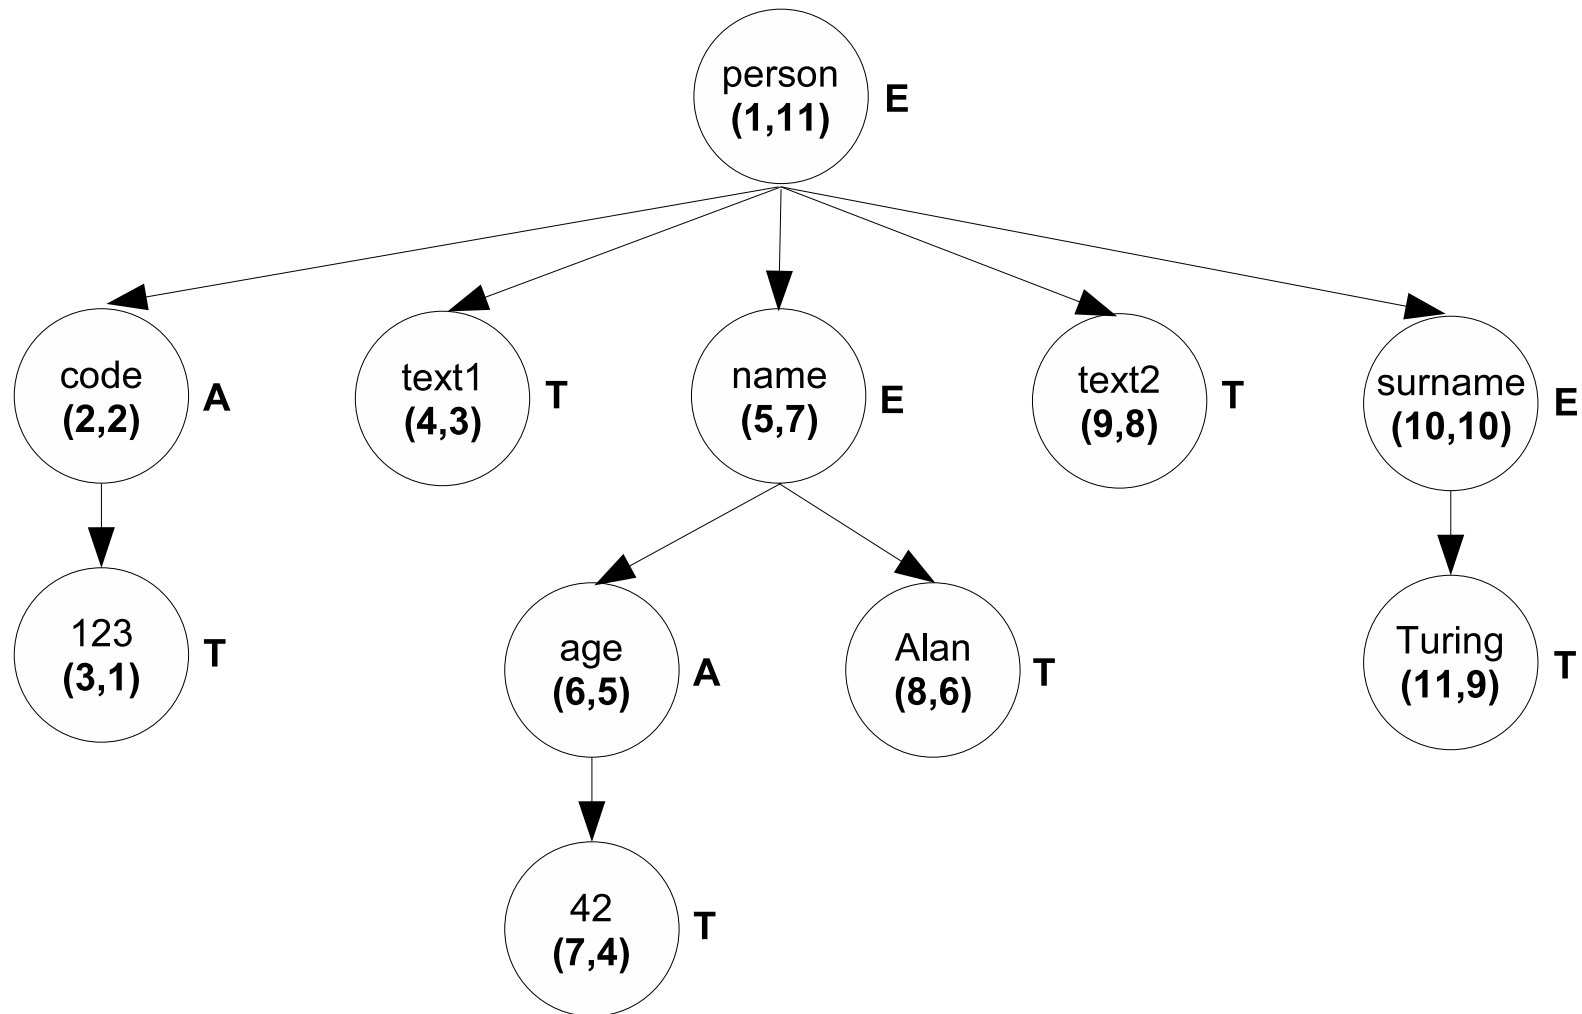 person
(1,11)
E
code
(2,2)
A
text1
(4,3)
T
name
(5,7)
E
text2
(9,8)
T
surname
(10,10)
E
123
(3,1)
T
age
(6,5)
A
Alan
(8,6)
T
Turing
(11,9)
T
42
(7,4)
T